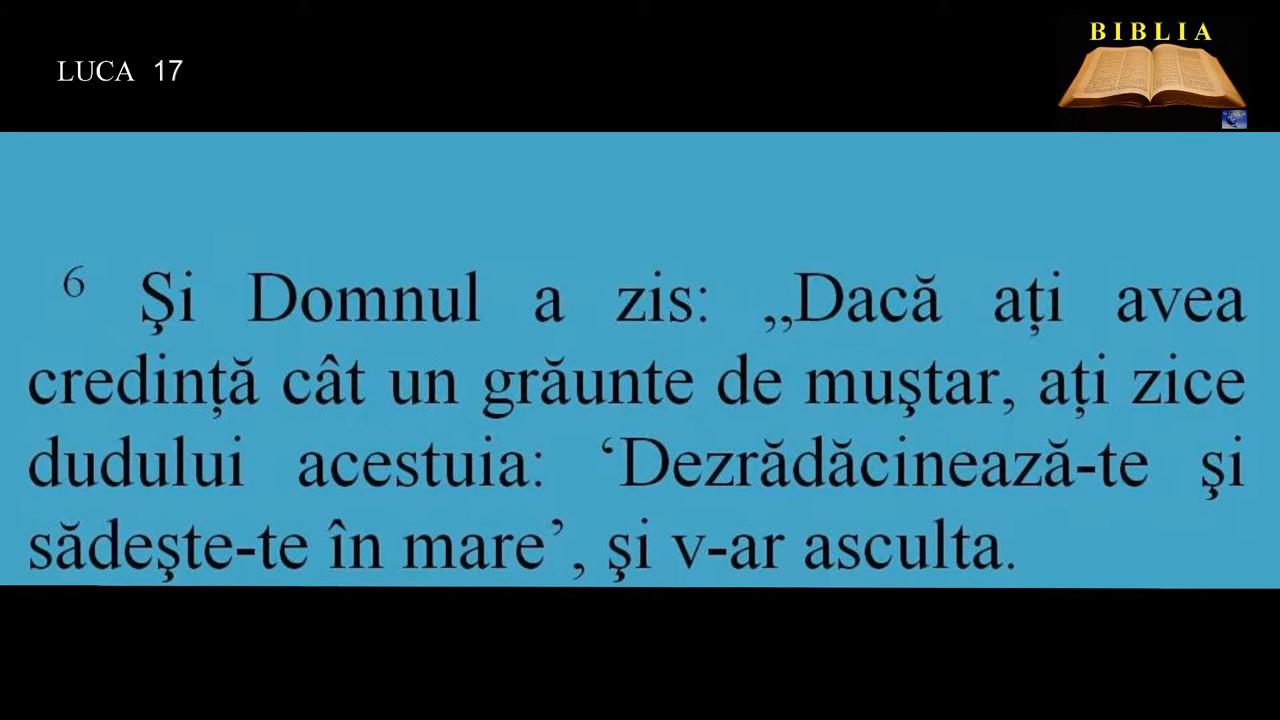 BIBLIA
LUCA 17
6 Şi Domnul a zis: „Dacă aţi avea
credinţă cât un grăunte de muştar, aţi zice
dudului acestuia: ‘Dezrădăcinează-te şi
sădeşte-te în mare’, şi v-ar asculta.